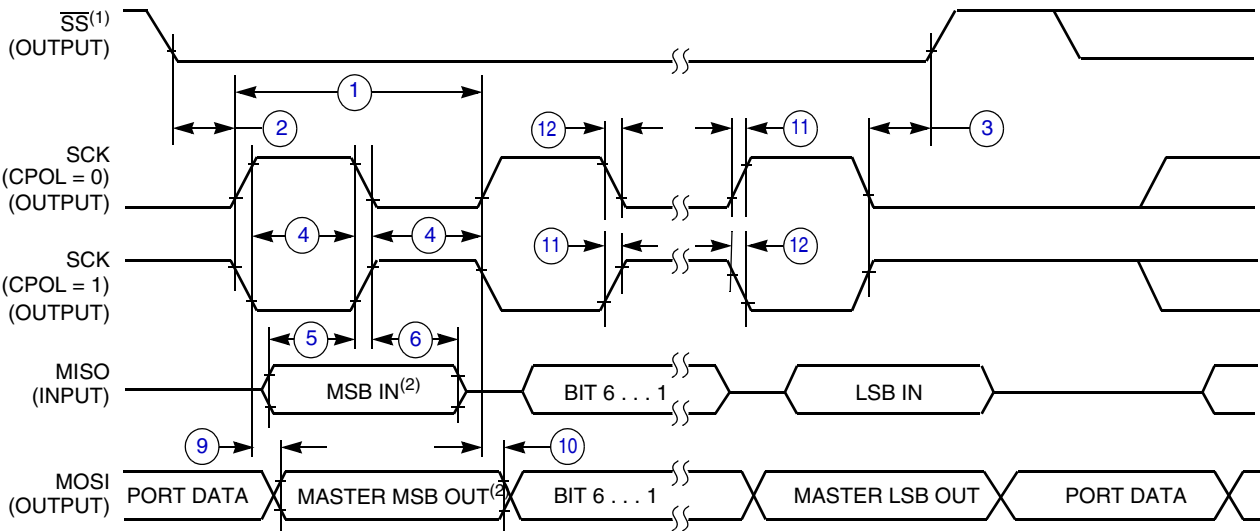 SS(1)
(OUTPUT)
1
2
12
11
3
SCK
(CPOL = 0)
(OUTPUT)
4
4
11
12
SCK
(CPOL = 1)
(OUTPUT)
5
6
MISO
(INPUT)
MSB IN(2)
BIT 6 . . . 1
LSB IN
9
10
MOSI
(OUTPUT)
PORT DATA
MASTER MSB OUT(2
BIT 6 . . . 1
MASTER LSB OUT
PORT DATA